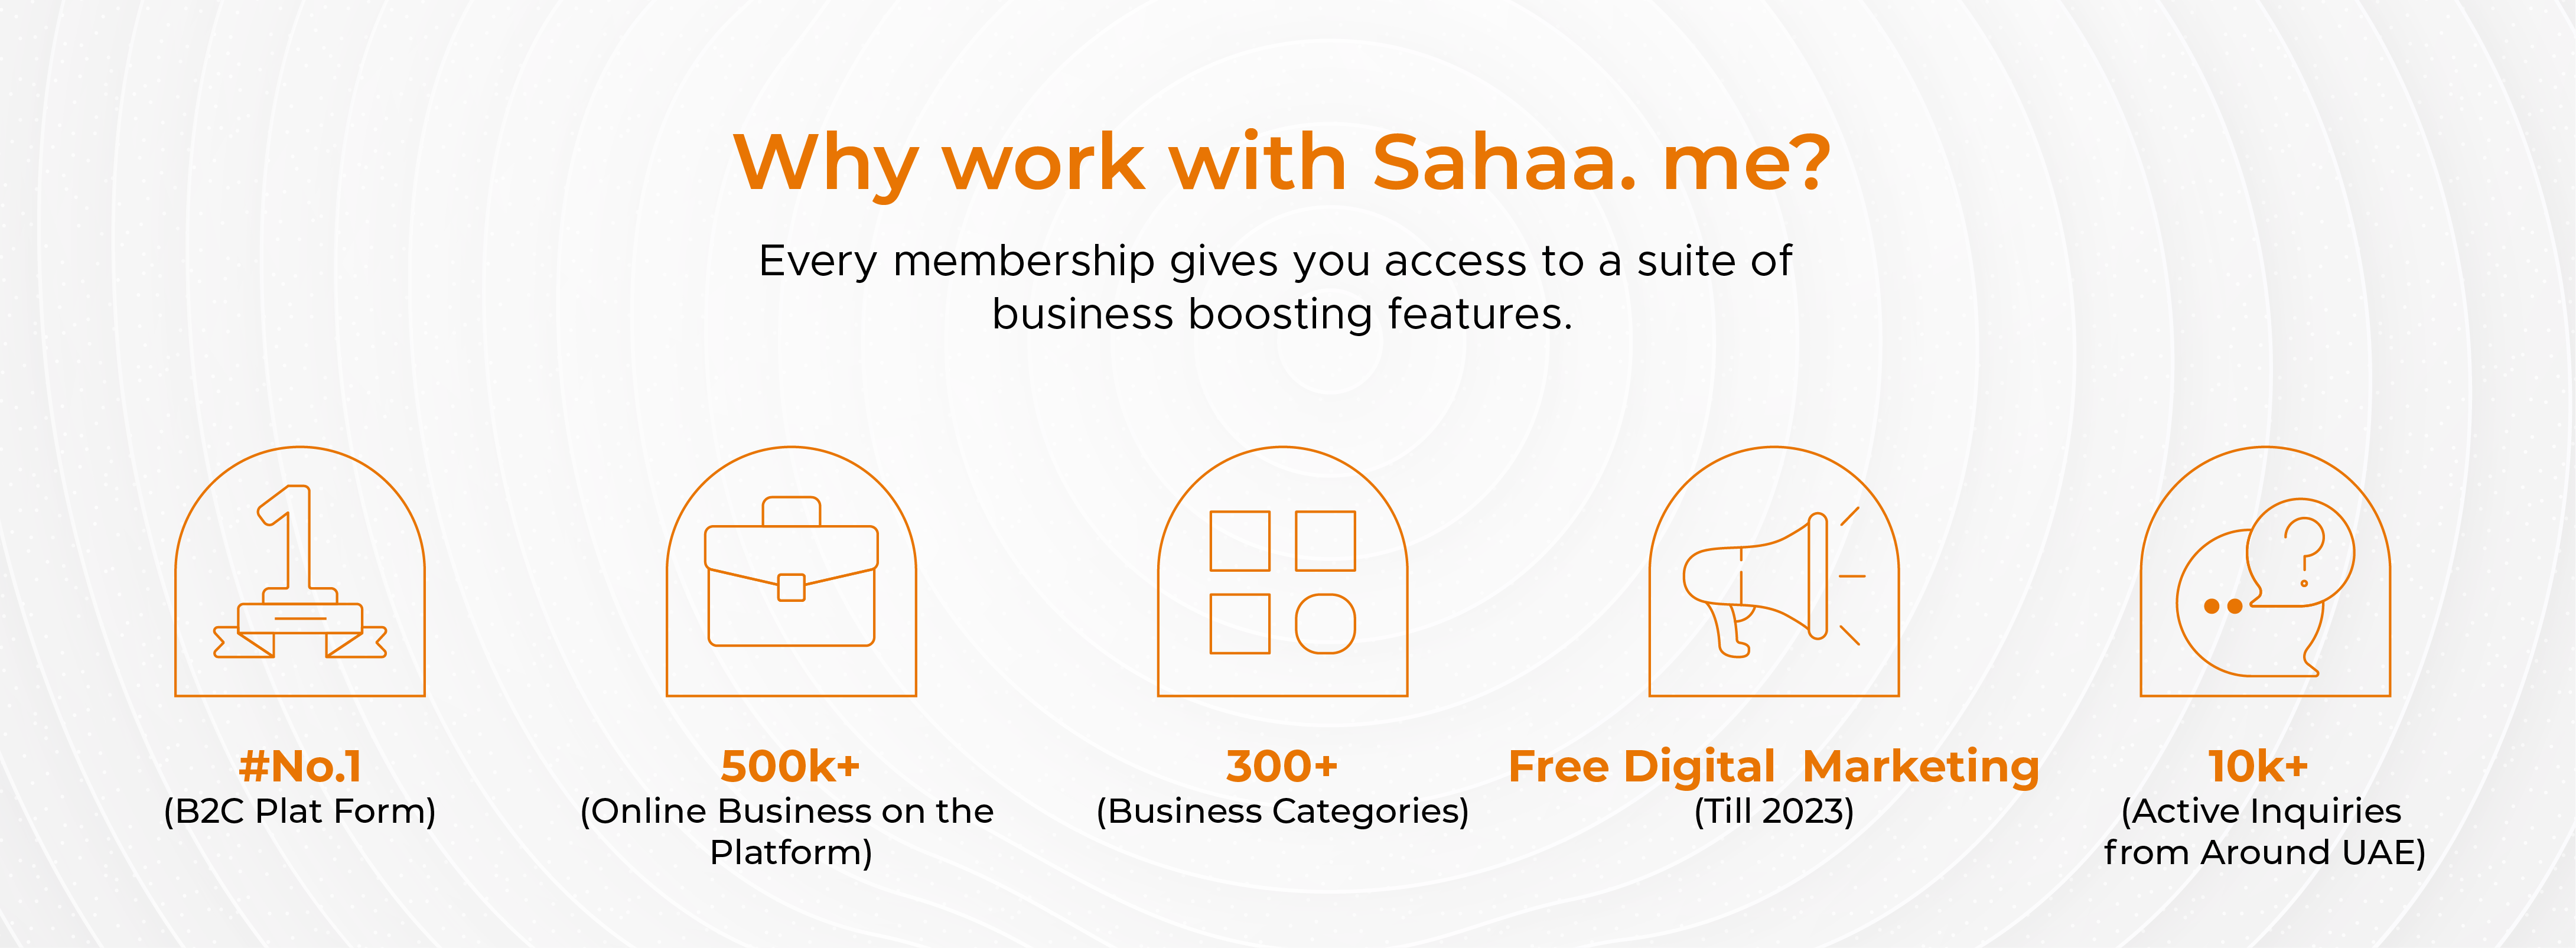 Why work with Sahaa. me?
Every membership gives you access to a suite of
business boosting features.
#No.1
(B2C Plat Form)
500k+
(Online Business on the
Platform)
300+
(Business Categories)
Free Digital  Marketing
(Till 2023)
10k+
(Active Inquiries
from Around UAE)